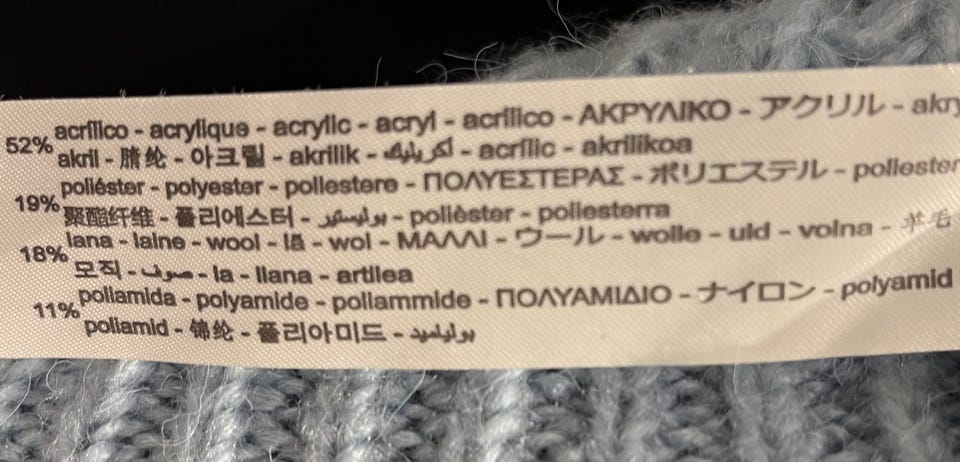 52% acrílico - acrylique - acrylic - acryl - acrilico - ΑΚΡΥΛΙΚΟ - アクリル - akry
akril - 腈纶 - 아크릴 - akrilik - أكريليك - acrílic - akrilikoa
19% poliéster - polyester - poliestere - ΠΟΛΥΕΣΤΕΡΑΣ - ポリエステル - poliester
聚酯纤维 - 폴리에스터 - بوليستر - polièster - poliesterra
18% lana - laine - wool - lã - wol - ΜΑΛΛΙ - ウール - wolle - uld - volna - 羊毛
모직 - صوف - la - llana - artilea
11% poliamida - polyamide - poliammide - ΠΟΛΥΑΜΙΔΙΟ - ナイロン - polyamid
poliamid - 锦纶 - 폴리아미드 - بولياميد